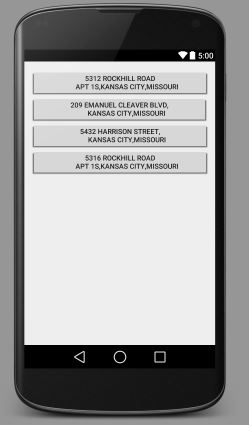 5:00
5312 ROCKHILL ROAD
APT 1S,KANSAS CITY,MISSOURI
209 EMANUEL CLEAVER BLVD,
KANSAS CITY,MISSOURI
5432 HARRISON STREET,
KANSAS CITY,MISSOURI
5316 ROCKHILL ROAD
APT 1S,KANSAS CITY,MISSOURI